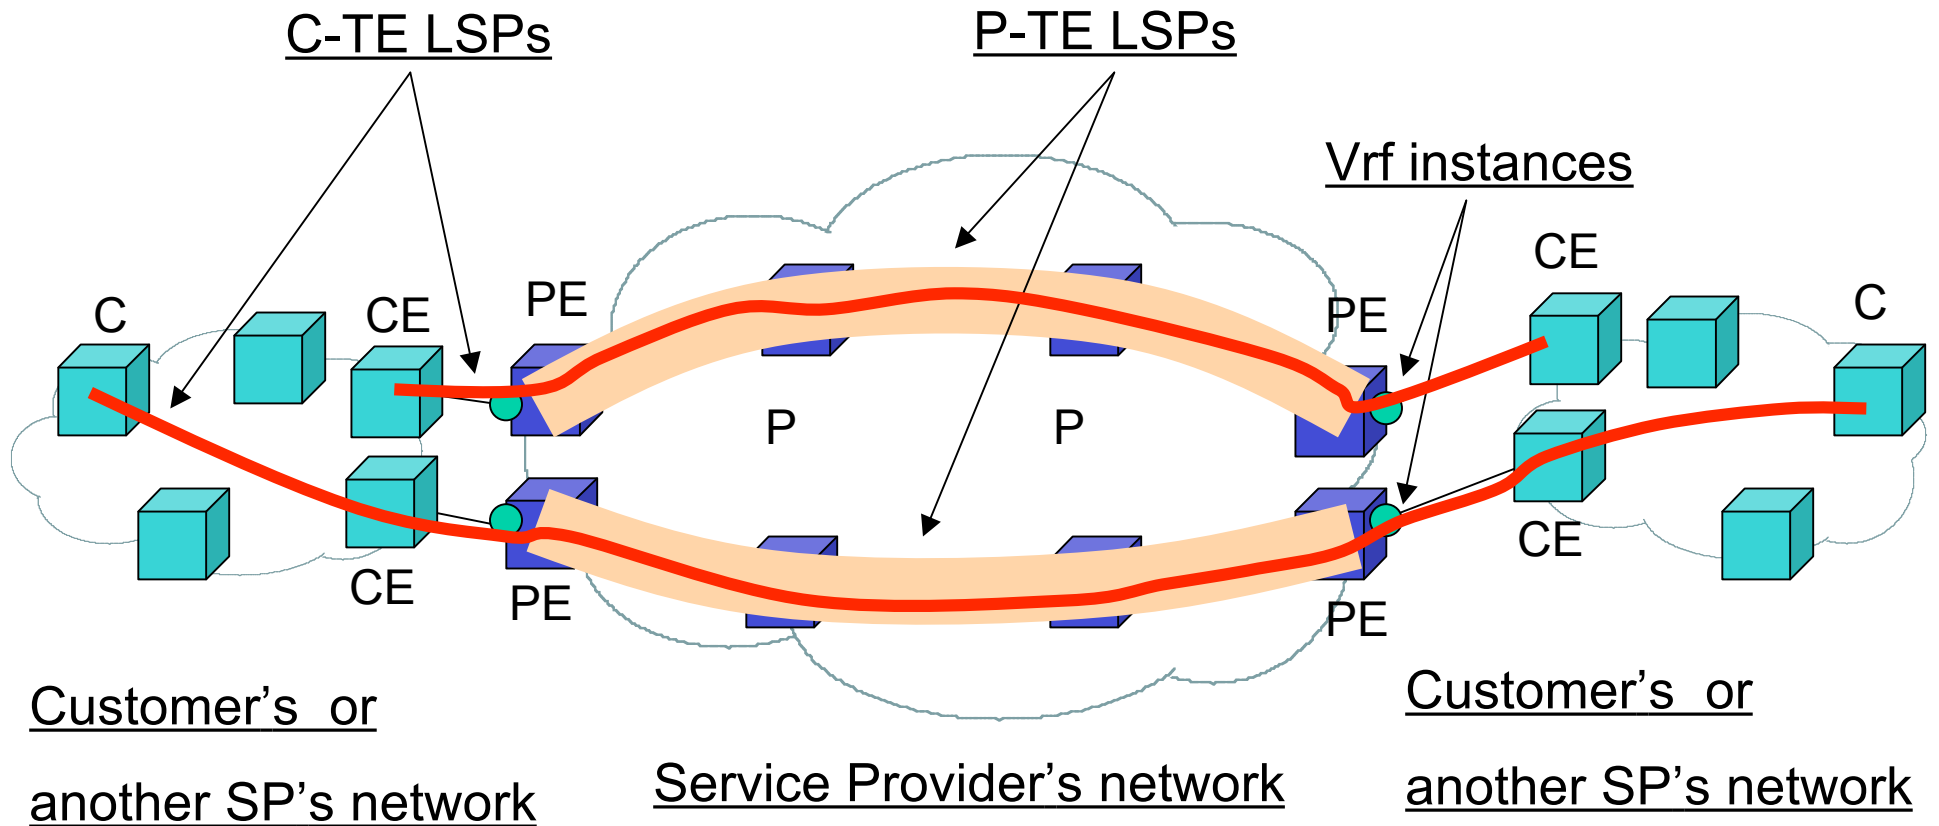 C-TE LSPs
P-TE LSPs
Vrf instances
CE
C
CE
PE
PE
C
P
P
CE
CE
PE
PE
Customer’s or
another SP’s network
Service Provider’s network
Customer’s or
another SP’s network